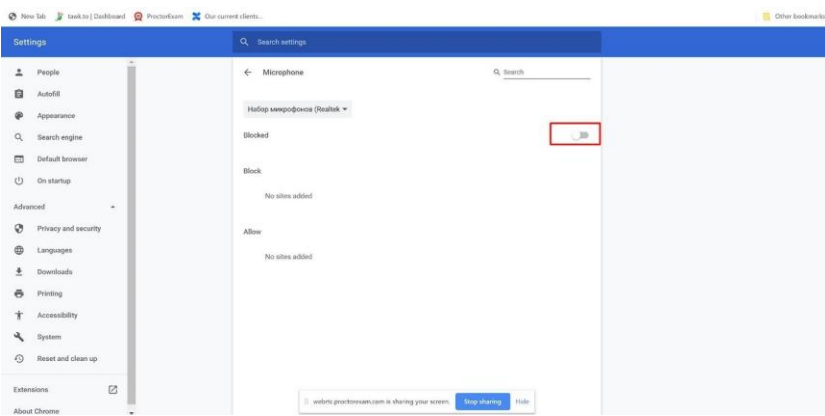 New Tab tawk.to | Dashboard ProctorExam Our current clients... Other bookmarks
Settings
Search settings
People
Autofill
Appearance
Search engine
Default browser
On startup
Advanced
Privacy and security
Languages
Downloads
Printing
Accessibility
System
Reset and clean up
Extensions
About Chrome
Microphone
Search
Набор микрофонов (Realtek
Blocked
Block
No sites added
Allow
No sites added
webrtc.proctorexam.com is sharing your screen. Stop sharing Hide